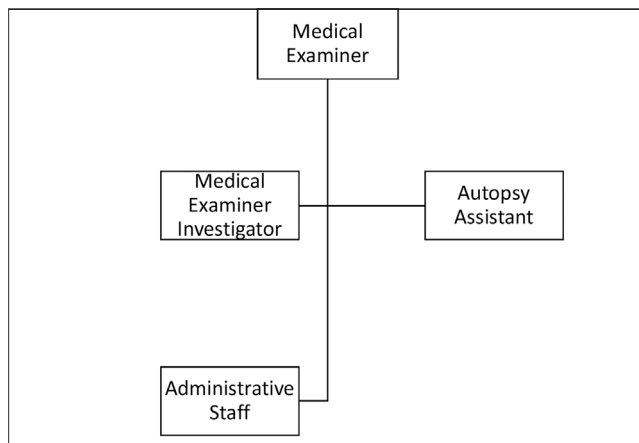 Medical
Examiner
Medical
Examiner
Investigator
Autopsy
Assistant
Administrative
Staff